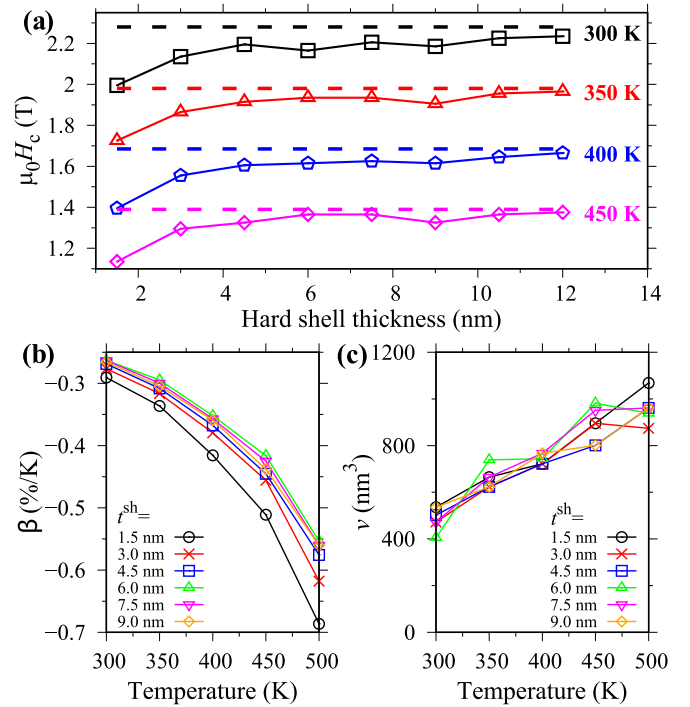 (a)
2.2
2
1.8
1.6
1.4
1.2
μ0Hc (T)
300 K
350 K
400 K
450 K
2 4 6 8 10 12 14
Hard shell thickness (nm)
(b)
−0.3
−0.4
−0.5
−0.6
−0.7
β (%/K)
tsh=
1.5 nm
3.0 nm
4.5 nm
6.0 nm
7.5 nm
9.0 nm
300 350 400 450 500
Temperature (K)
(c)
1200
800
400
0
v (nm3)
tsh=
1.5 nm
3.0 nm
4.5 nm
6.0 nm
7.5 nm
9.0 nm
300 350 400 450 500
Temperature (K)